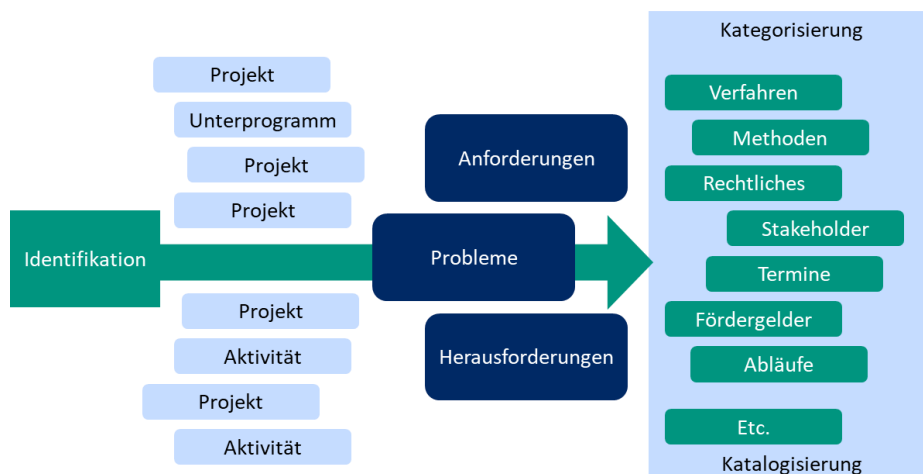 Identifikation
Projekt
Unterprogramm
Projekt
Projekt
Projekt
Aktivität
Projekt
Aktivität
Anforderungen
Probleme
Herausforderungen
Kategorisierung
Verfahren
Methoden
Rechtliches
Stakeholder
Termine
Fördergelder
Abläufe
Etc.
Katalogisierung